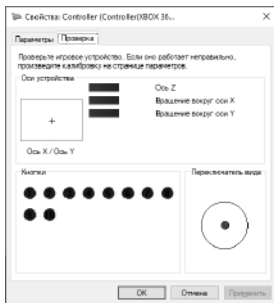 Свойства: Controller (Controller(XBOX 36...
Параметры
Проверка
Проверьте игровое устройство. Если оно работает неправильно,
произведите калибровку на странице параметров.
Оси устройства
Ось Z
Вращение вокруг оси X
Вращение вокруг оси Y
Ось X / Ось Y
Кнопки
Переключатель вида
OK
Отмена
Применить